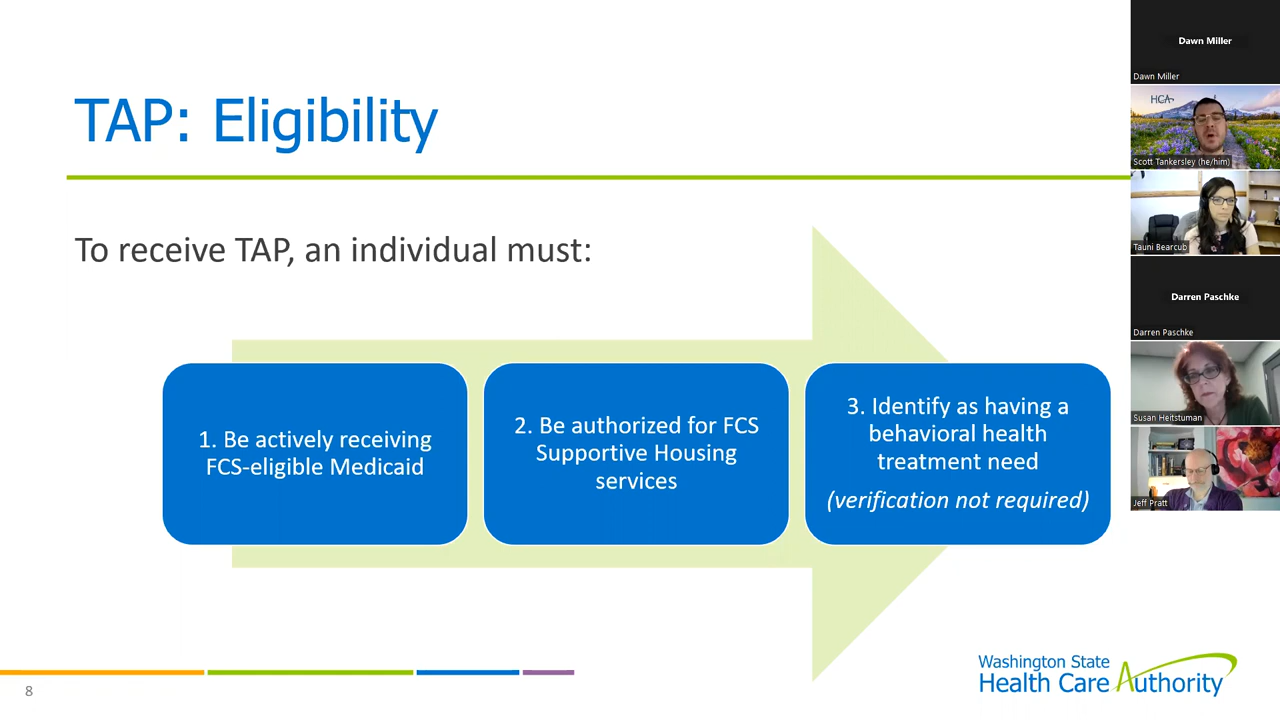 TAP: Eligibility
To receive TAP, an individual must:
1. Be actively receiving
FCS-eligible Medicaid
2. Be authorized for FCS
Supportive Housing
services
3. Identify as having a
behavioral health
treatment need
(verification not required)
8
Washington State
Health Care Authority
Dawn Miller
Dawn Miller
HCA
Scott Tankersley (he/him)
Tauni Bearcub
Darren Paschke
Darren Paschke
Susan Heitstuman
Jeff Pratt